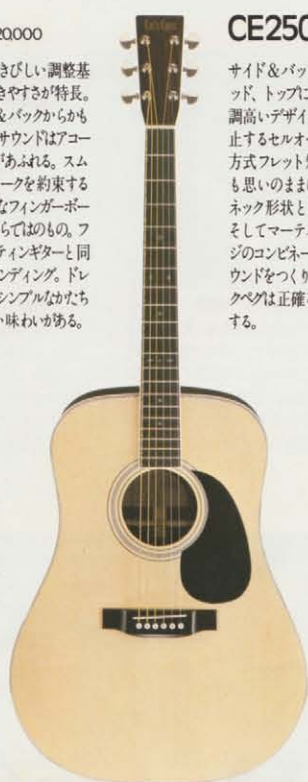 20,000
きびしい調整基
きやすさが特長。
&バックからかも
サウンドはアコー
があふれる。スム
ークを約束する
なフィンガーボー
らではのもの。フ
ティンギターと同
ンディング。ドレ
シンプルなかたち
い味わいがある。
Cat's Eyes
CE250
サイド&バッ
ッド、トップに
調高いデザイ
止するセルオー
方式フレット
も思いのまま
ネック形状と
そしてマーテ
ジのコンビネー
ウンドをつくり
クペグは正確
する。